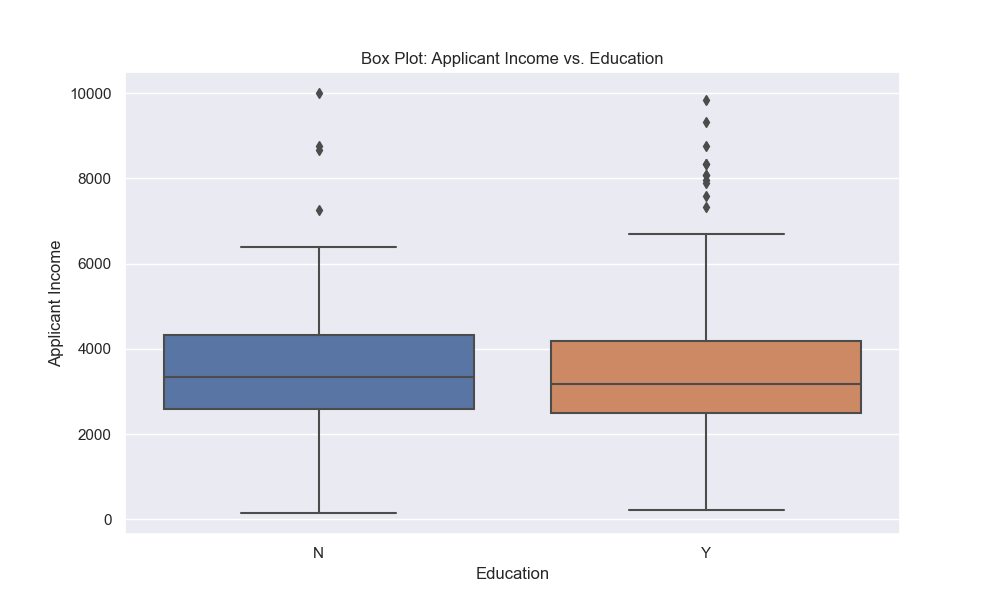 Box Plot: Applicant Income vs. Education
10000
8000
6000
4000
2000
0
Applicant Income
N
Y
Education